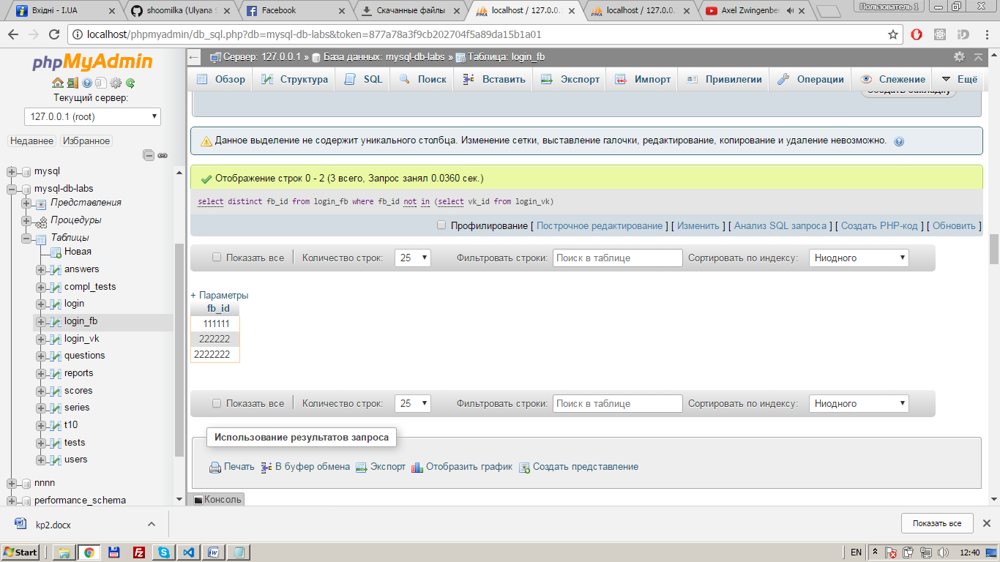 Вхідні - I.UA
shoomilka (Ulyana S
Facebook
Скачанные файлы
localhost / 127.0.0.
localhost / 127.0.0.
Axel Zwingenber
Пользователь 1
localhost/phpmyadmin/db_sql.php?db=mysql-db-labs&token=877a78a3f9cb202704f5a89da15b1a01
phpMyAdmin
Текущий сервер:
127.0.0.1 (root)
Недавнее Избранное
mysql
mysql-db-labs
Представления
Процедуры
Таблицы
Новая
answers
compl_tests
login
login_fb
login_vk
questions
reports
scores
series
t10
tests
users
nnnn
performance_schema
Сервер: 127.0.0.1 » База данных: mysql-db-labs » Таблица: login_fb
Обзор Структура SQL Поиск Вставить Экспорт Импорт Привилегии Операции Слежение Ещё
Создать закладку
Данное выделение не содержит уникального столбца. Изменение сетки, выставление галочки, редактирование, копирование и удаление невозможно.
Отображение строк 0 - 2 (3 всего, Запрос занял 0.0360 сек.)
select distinct fb_id from login_fb where fb_id not in (select vk_id from login_vk)
Профилирование [ Построчное редактирование ] [ Изменить ] [ Анализ SQL запроса ] [ Создать PHP-код ] [ Обновить ]
Показать все Количество строк: 25 Фильтровать строки: Поиск в таблице Сортировать по индексу: Ниодного
+ Параметры
fb_id
111111
222222
2222222
Показать все Количество строк: 25 Фильтровать строки: Поиск в таблице Сортировать по индексу: Ниодного
Использование результатов запроса
Печать В буфер обмена Экспорт Отобразить график Создать представление
Консоль
kp2.docx
Показать все
Start
EN
12:40